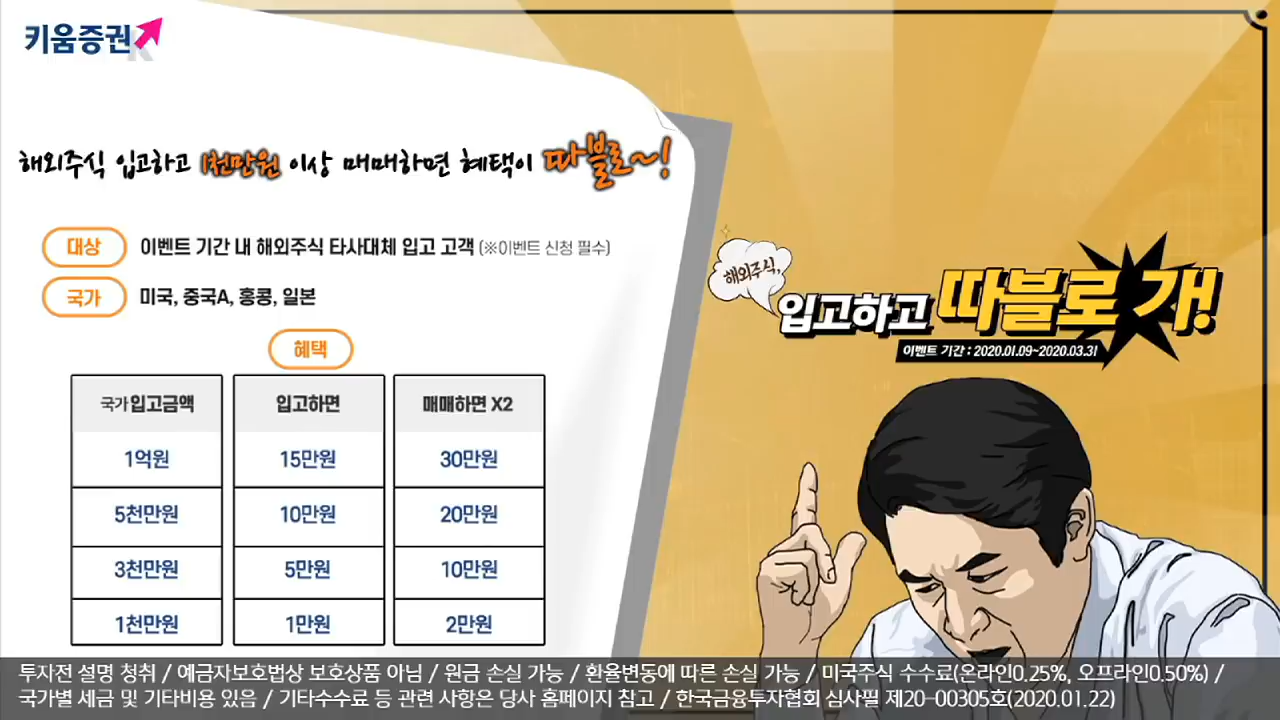 키움증권
해외주식 입고하고 1천만원 이상 매매하면 혜택이 따블로~!
대상 이벤트 기간 내 해외주식 타사대체 입고 고객 (※이벤트 신청 필수)
국가 미국, 중국A, 홍콩, 일본
혜택
국가입고금액 입고하면 매매하면 X2
1억원 15만원 30만원
5천만원 10만원 20만원
3천만원 5만원 10만원
1천만원 1만원 2만원
해외주식,
입고하고 따블로 가!
이벤트 기간 : 2020.01.09~2020.03.31
투자전 설명 청취 / 예금자보호법상 보호상품 아님 / 원금 손실 가능 / 환율변동에 따른 손실 가능 / 미국주식 수수료(온라인0.25%, 오프라인0.50%) /
국가별 세금 및 기타비용 있음 / 기타수수료 등 관련 사항은 당사 홈페이지 참고 / 한국금융투자협회 심사필 제20-00305호(2020.01.22)